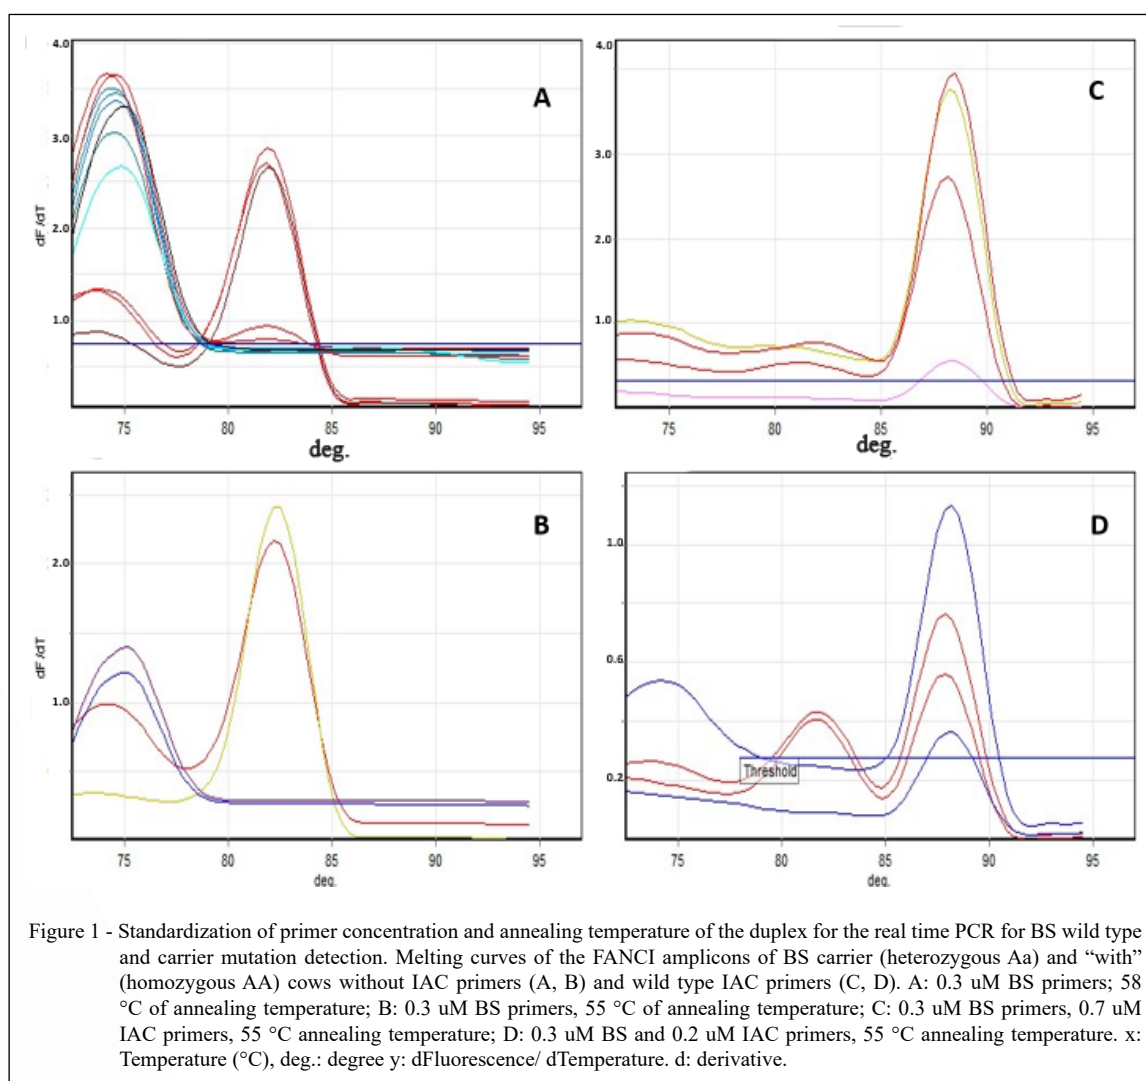 4.0
3.0
2.0
1.0
dF/dT
A
75 80 85 90 95
deg.
4.0
3.0
2.0
1.0
C
75 80 85 90 95
deg.
2.0
1.0
dF/dT
B
75 80 85 90 95
deg.
1.0
0.6
0.2
D
Threshold
75 80 85 90 95
deg.
Figure 1 - Standardization of primer concentration and annealing temperature of the duplex for the real time PCR for BS wild type
and carrier mutation detection. Melting curves of the FANCI amplicons of BS carrier (heterozygous Aa) and “with”
(homozygous AA) cows without IAC primers (A, B) and wild type IAC primers (C, D). A: 0.3 uM BS primers; 58
°C of annealing temperature; B: 0.3 uM BS primers, 55 °C of annealing temperature; C: 0.3 uM BS primers, 0.7 uM
IAC primers, 55 °C annealing temperature; D: 0.3 uM BS and 0.2 uM IAC primers, 55 °C annealing temperature. x:
Temperature (°C), deg.: degree y: dFluorescence/ dTemperature. d: derivative.